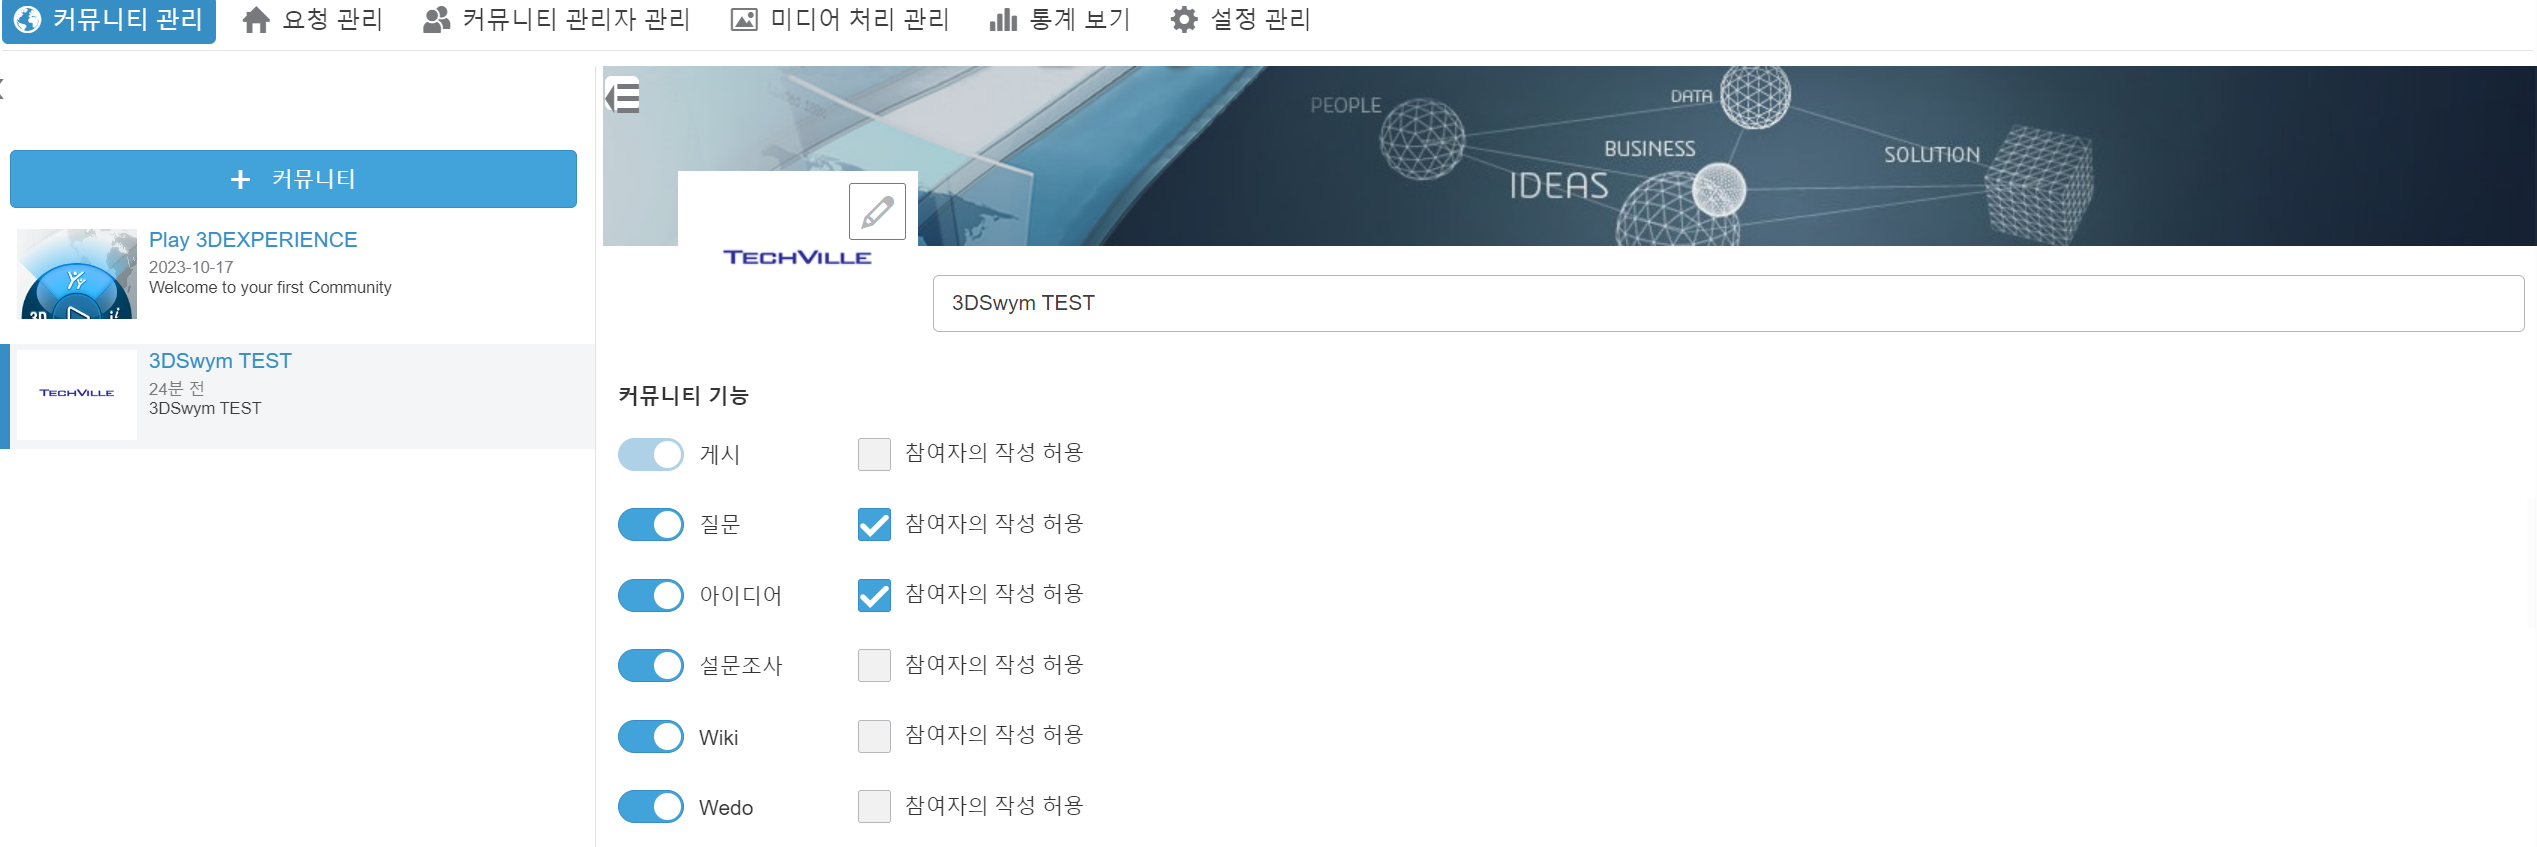 커뮤니티 관리 요청 관리 커뮤니티 관리자 관리 미디어 처리 관리 통계 보기 설정 관리
+ 커뮤니티
Play 3DEXPERIENCE
2023-10-17
Welcome to your first Community
3D
TECHVILLE
3DSwym TEST
24분 전
3DSwym TEST
PEOPLE
DATA
BUSINESS
SOLUTION
IDEAS
TECHVILLE
3DSwym TEST
커뮤니티 기능
게시 참여자의 작성 허용
질문 참여자의 작성 허용
아이디어 참여자의 작성 허용
설문조사 참여자의 작성 허용
Wiki 참여자의 작성 허용
Wedo 참여자의 작성 허용